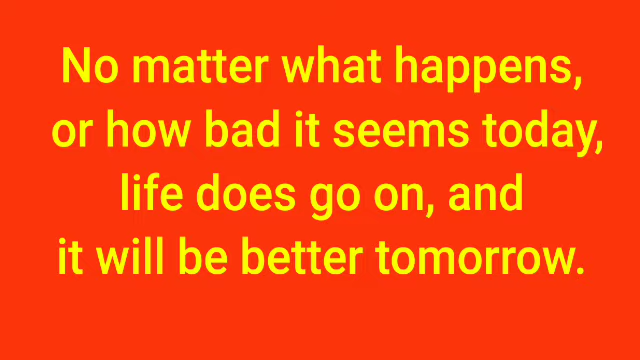 No matter what happens,
or how bad it seems today,
life does go on, and
it will be better tomorrow.